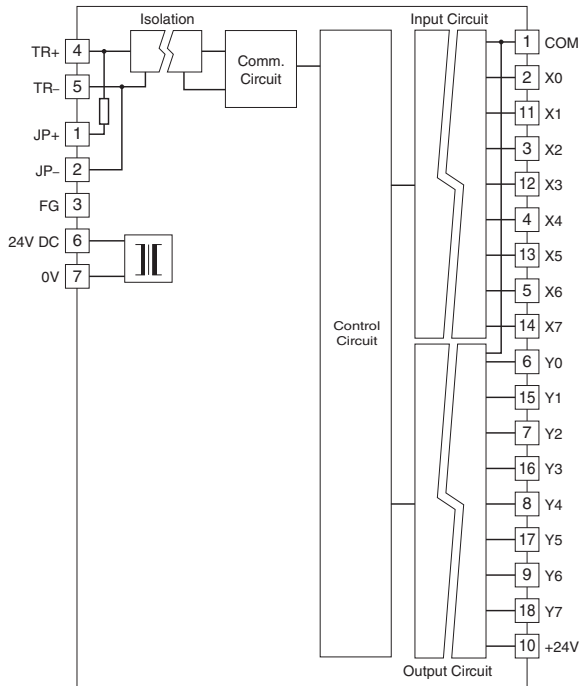 Isolation
Input Circuit
TR+ 4
TR– 5
JP+ 1
JP– 2
FG 3
24V DC 6
0V 7
Comm.
Circuit
Control
Circuit
1 COM
2 X0
11 X1
3 X2
12 X3
4 X4
13 X5
5 X6
14 X7
6 Y0
15 Y1
7 Y2
16 Y3
8 Y4
17 Y5
9 Y6
18 Y7
10 +24V
Output Circuit